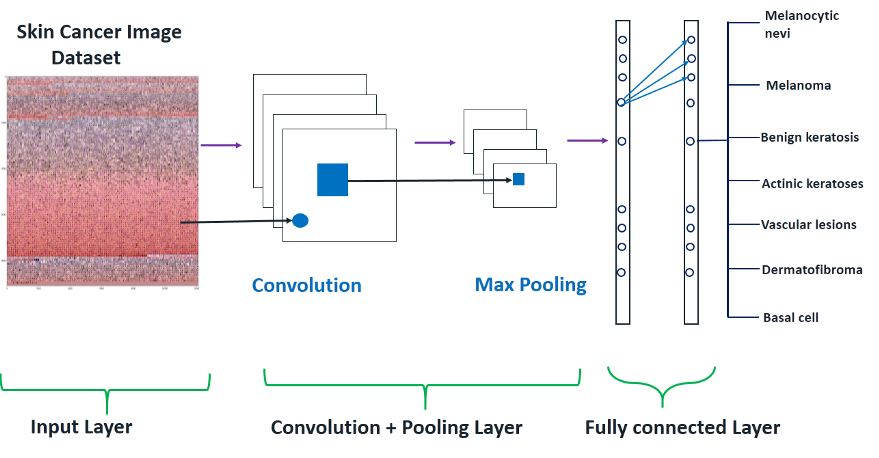 Skin Cancer Image
Dataset
Convolution
Max Pooling
Melanocytic
nevi
Melanoma
Benign keratosis
Actinic keratoses
Vascular lesions
Dermatofibroma
Basal cell
Input Layer
Convolution + Pooling Layer
Fully connected Layer